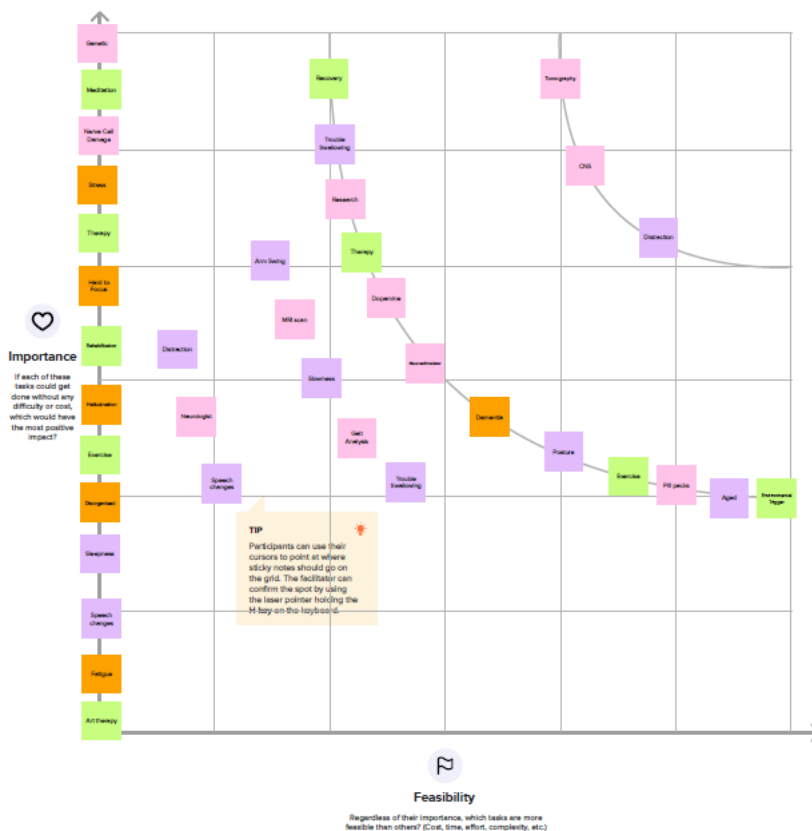 Genetic
Meditation
Nerve Cell
Damage
Stress
Therapy
Hard to
Focus
Rehabilitation
Hallucination
Exercise
Disorganised
Sleepness
Speech
changes
Fatigue
Art therapy
Importance
If each of these
tasks could get
done without any
difficulty or cost,
which would have
the most positive
impact?
Recovery
Trouble
Swallowing
Research
Therapy
Dopamine
Arm Swing
MRI scan
Distrection
Slowness
Neurologist
Gait
Analysis
Speech
changes
Trouble
Swallowing
Tomography
CNS
Distrection
Dementia
Posture
Exercise
Pill packs
Aged
Environmental
Trigger
TIP
Participants can use their
cursors to point at where
sticky notes should go on
the grid. The facilitator can
confirm the spot by using
the laser pointer holding the
H key on the keyboard.
Feasibility
Regardless of their importance, which tasks are more
feasible than others? (Cost, time, effort, complexity, etc.)